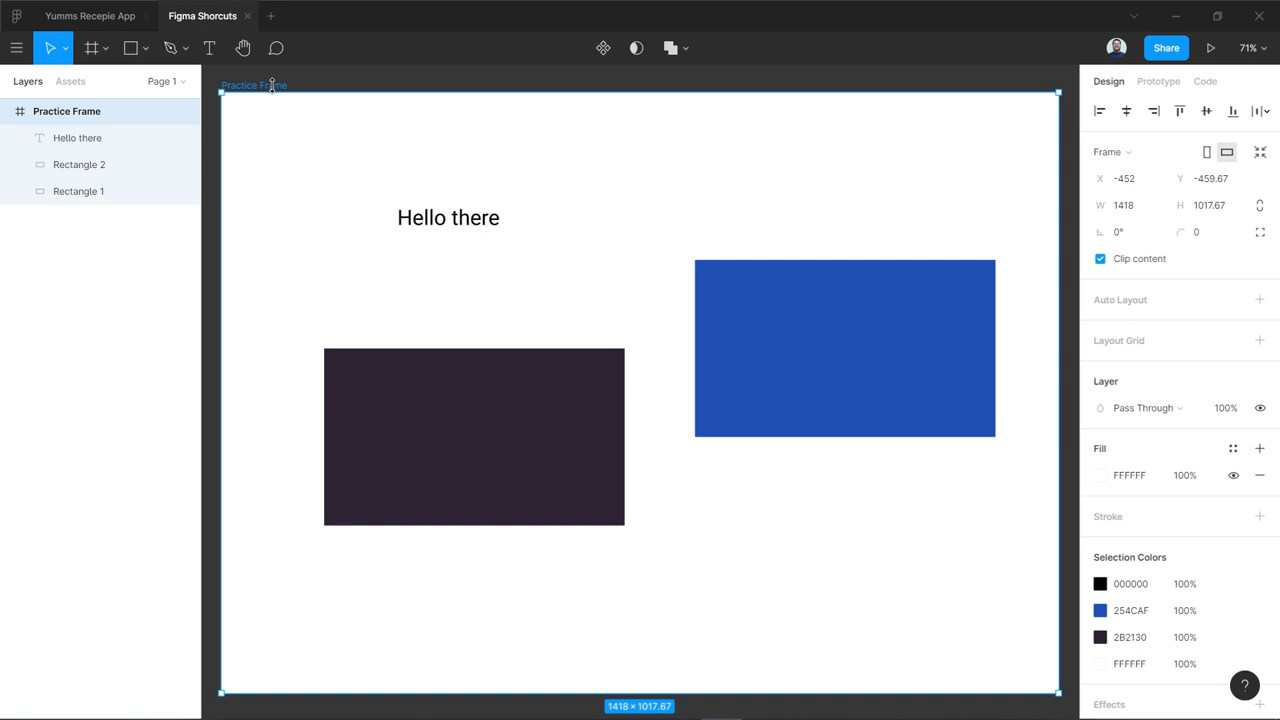 Yumms Recepie App
Figma Shorcuts
Share
71%
Layers
Assets
Page 1
Practice Frame
Hello there
Rectangle 2
Rectangle 1
Practice Frame
Hello there
1418 × 1017.67
Design
Prototype
Code
Frame
X -452
Y -459.67
W 1418
H 1017.67
0°
0
Clip content
Auto Layout
Layout Grid
Layer
Pass Through
100%
Fill
FFFFFF
100%
Stroke
Selection Colors
000000 100%
254CAF 100%
2B2130 100%
FFFFFF 100%
Effects
?